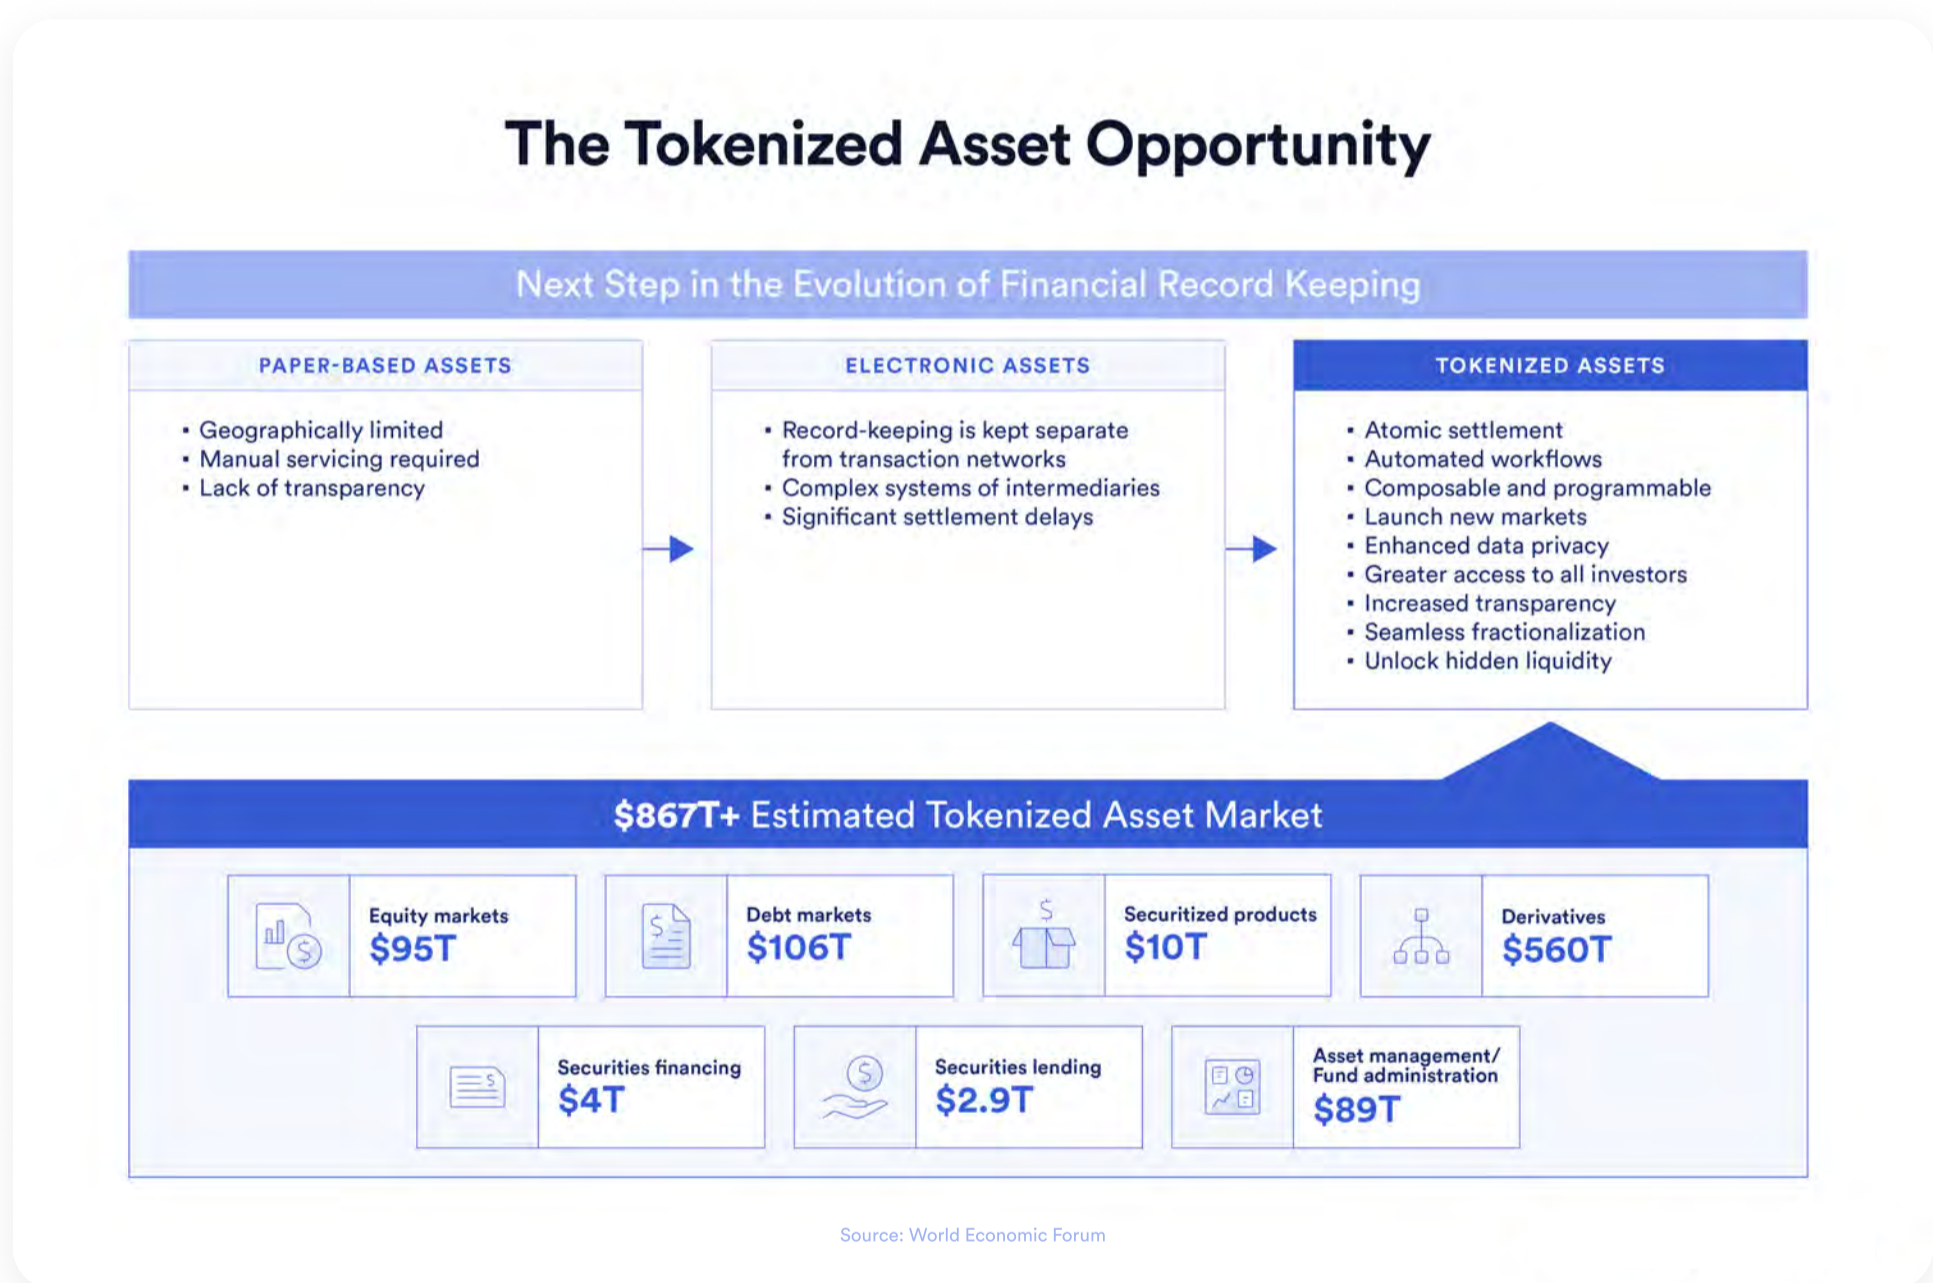 The Tokenized Asset Opportunity
Next Step in the Evolution of Financial Record Keeping
PAPER-BASED ASSETS
▪ Geographically limited
▪ Manual servicing required
▪ Lack of transparency
ELECTRONIC ASSETS
▪ Record-keeping is kept separate
from transaction networks
▪ Complex systems of intermediaries
▪ Significant settlement delays
TOKENIZED ASSETS
▪ Atomic settlement
▪ Automated workflows
▪ Composable and programmable
▪ Launch new markets
▪ Enhanced data privacy
▪ Greater access to all investors
▪ Increased transparency
▪ Seamless fractionalization
▪ Unlock hidden liquidity
$867T+ Estimated Tokenized Asset Market
Equity markets
$95T
Debt markets
$106T
Securitized products
$10T
Derivatives
$560T
Securities financing
$4T
Securities lending
$2.9T
Asset management/
Fund administration
$89T
Source: World Economic Forum